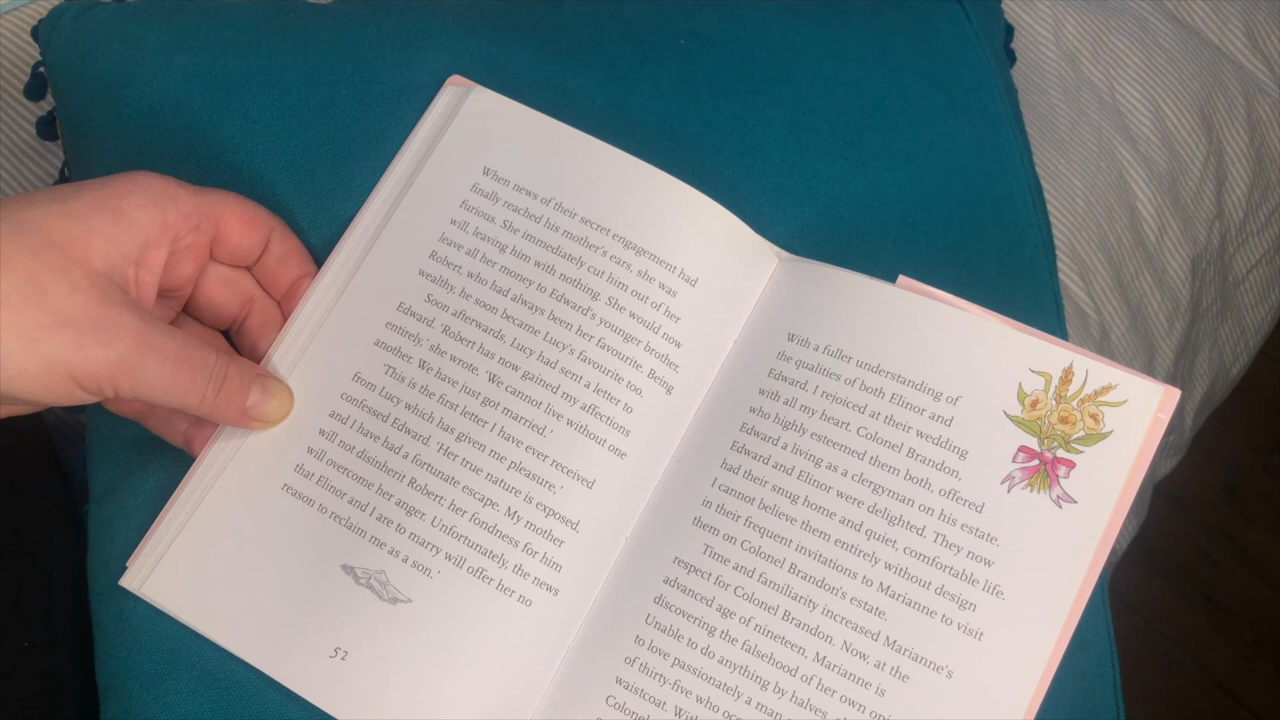 When news of their secret engagement had
finally reached his mother's ears, she was
furious. She immediately cut him out of her
will, leaving him with nothing. She would now
leave all her money to Edward's younger brother,
Robert, who had always been her favourite. Being
wealthy, he soon became Lucy's favourite too.
Soon afterwards, Lucy had sent a letter to
Edward. 'Robert has now gained my affections
entirely,' she wrote. 'We cannot live without one
another. We have just got married.'
'This is the first letter I have ever received
from Lucy which has given me pleasure,'
confessed Edward. 'Her true nature is exposed,
and I have had a fortunate escape. My mother
will not disinherit Robert; her fondness for him
will overcome her anger. Unfortunately, the news
that Elinor and I are to marry will offer her no
reason to reclaim me as a son.'
52
With a fuller understanding of
the qualities of both Elinor and
Edward, I rejoiced at their wedding
with all my heart. Colonel Brandon,
who highly esteemed them both, offered
Edward a living as a clergyman on his estate.
Edward and Elinor were delighted. They now
had their snug home and quiet, comfortable life.
I cannot believe them entirely without design
in their frequent invitations to Marianne to visit
them on Colonel Brandon's estate.
Time and familiarity increased Marianne's
respect for Colonel Brandon. Now, at the
advanced age of nineteen, Marianne is
discovering the falsehood of her own
Unable to do anything by halves,
to love passionately a man
of thirty-five who
waistcoat.